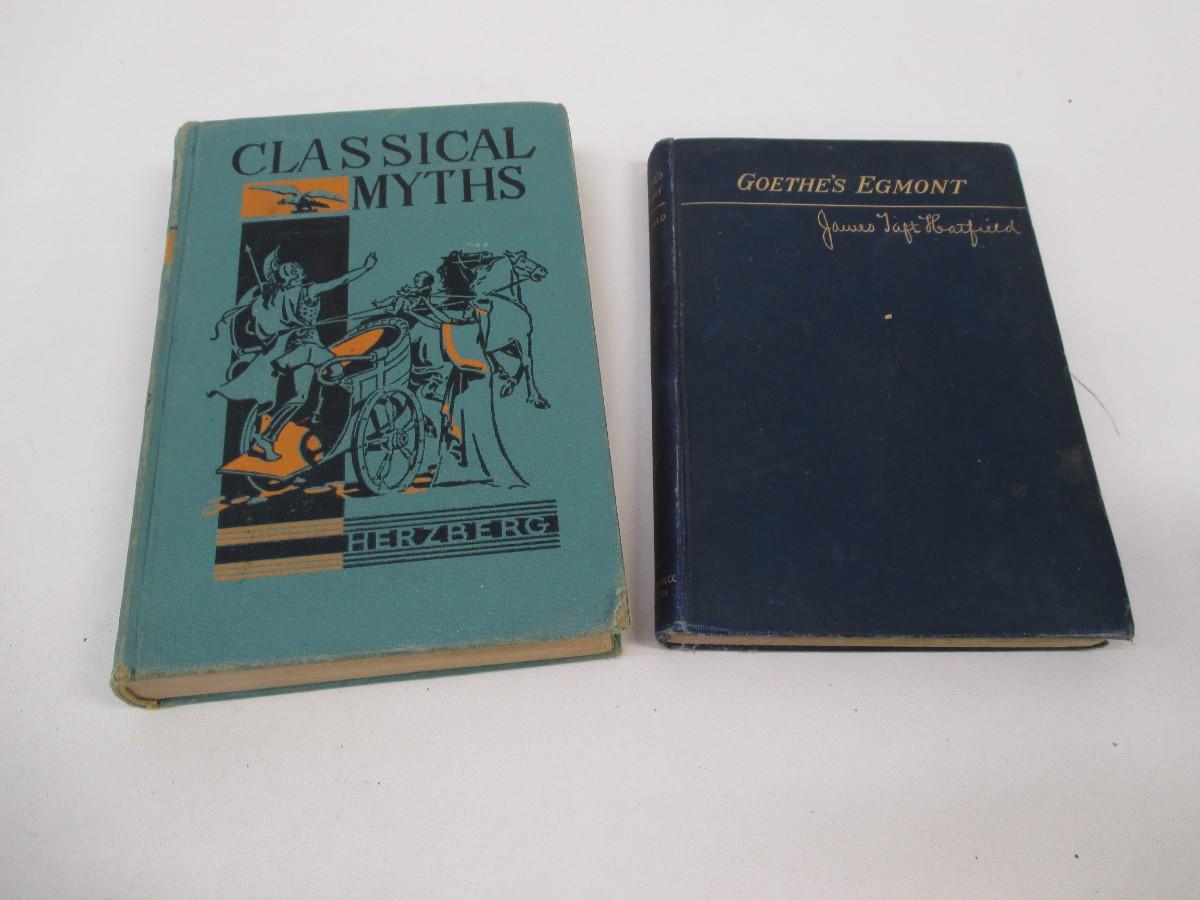 CLASSICAL
MYTHS
HERZBERG
GOETHE'S EGMONT
James Taft Hatfield